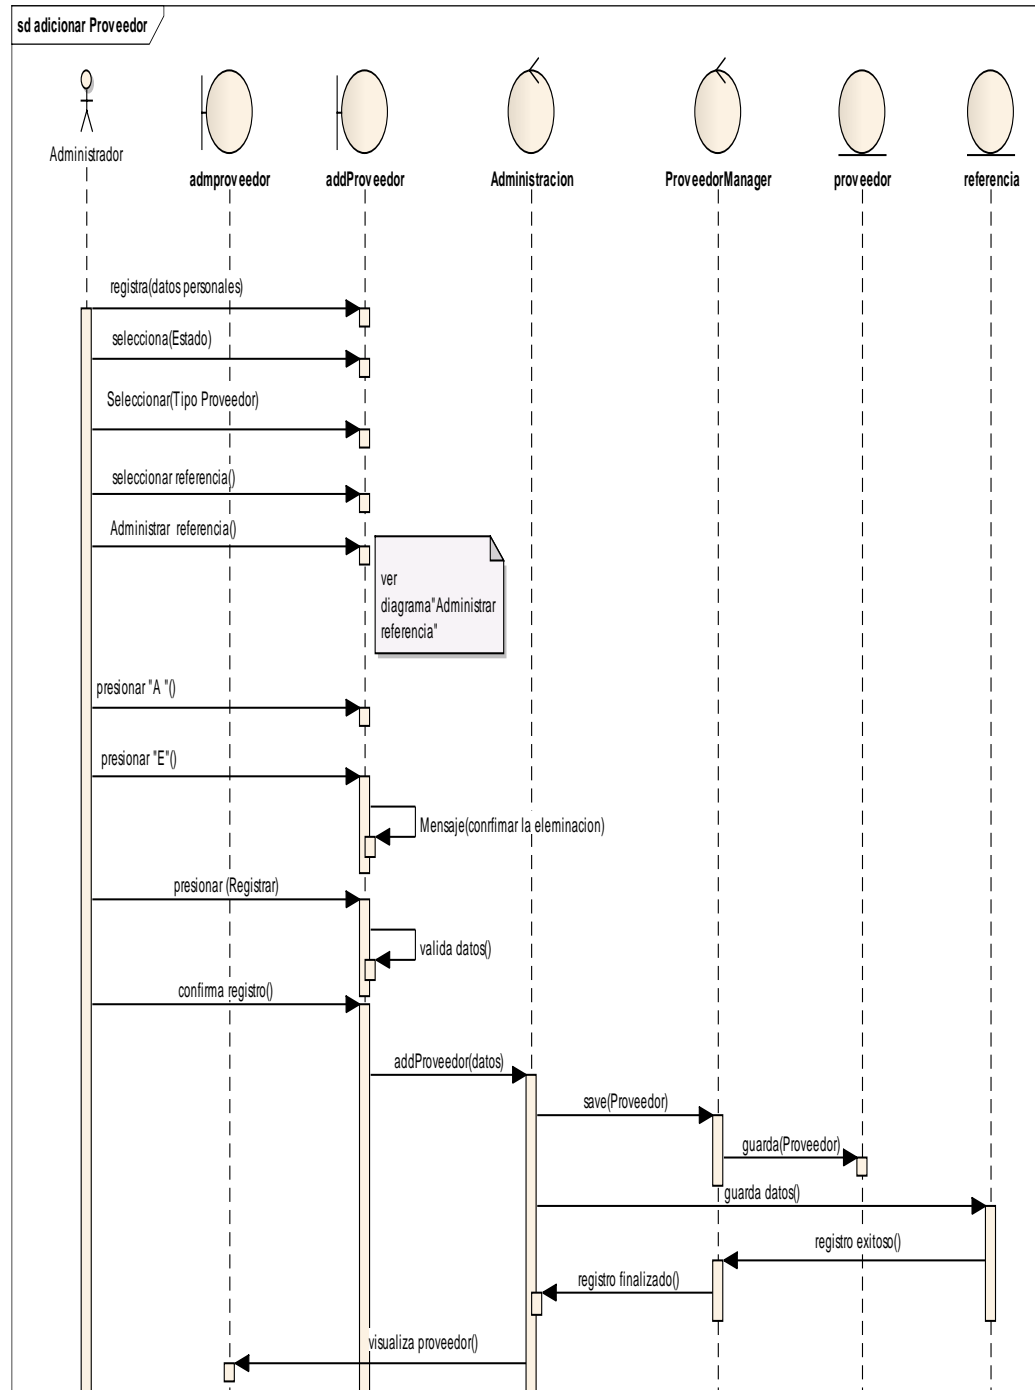 sd adicionar Proveedor
Administrador
admproveedor
addProveedor
Administracion
ProveedorManager
proveedor
referencia
registra(datos personales)
selecciona(Estado)
Seleccionar(Tipo Proveedor)
seleccionar referencia()
Administrar referencia()
ver
diagrama"Administrar
referencia"
presionar "A "()
presionar "E"()
Mensaje(conrfimar la eleminacion)
presionar (Registrar)
valida datos()
confirma registro()
addProveedor(datos)
save(Proveedor)
guarda(Proveedor)
guarda datos()
registro exitoso()
registro finalizado()
visualiza proveedor()